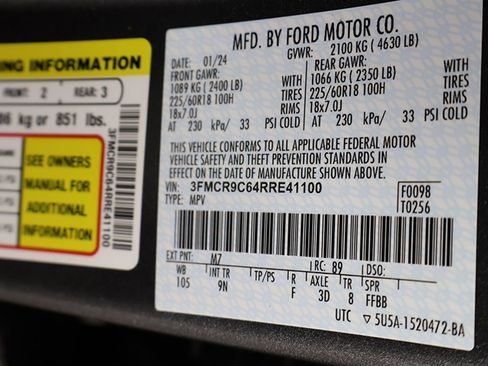 NG INFORMATION
FRONT: 2 REAR: 3
86 kg or 851 lbs.
SEE OWNERS
MANUAL FOR
ADDITIONAL
INFORMATION
3FMCR9C64RRE41100
MFD. BY FORD MOTOR CO.
DATE: 01/24 GVWR: 2100 KG ( 4630 LB)
FRONT GAWR: REAR GAWR:
1089 KG ( 2400 LB) 1066 KG ( 2350 LB)
225/60R18 100H TIRES 225/60R18 100H TIRES
18x7.0J RIMS 18x7.0J RIMS
AT 230 kPa/ 33 PSI COLD AT 230 kPa/ 33 PSI COLD
THIS VEHICLE CONFORMS TO ALL APPLICABLE FEDERAL MOTOR
VEHICLE SAFETY AND THEFT PREVENTION STANDARDS IN
EFFECT ON THE DATE OF MANUFACTURE SHOWN ABOVE.
VIN: 3FMCR9C64RRE41100 F0098
TYPE: MPV T0256
EXT PNT: M7 RC: 89 DSO:
WB INT TR TP/PS R AXLE TR SPR
105 9N F 3D 8 FFBB
UTC ▽ 5U5A-1520472-BA